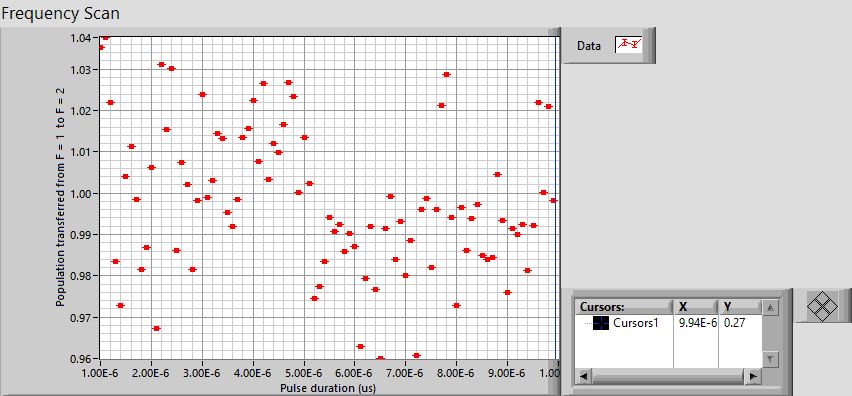 Frequency Scan
Data
Population transferred from F = 1 to F = 2
1.04
1.03
1.02
1.01
1.00
0.99
0.98
0.97
0.96
1.00E-6 2.00E-6 3.00E-6 4.00E-6 5.00E-6 6.00E-6 7.00E-6 8.00E-6 9.00E-6 1.00
Pulse duration (us)
Cursors: X Y
Cursors1 9.94E-6 0.27